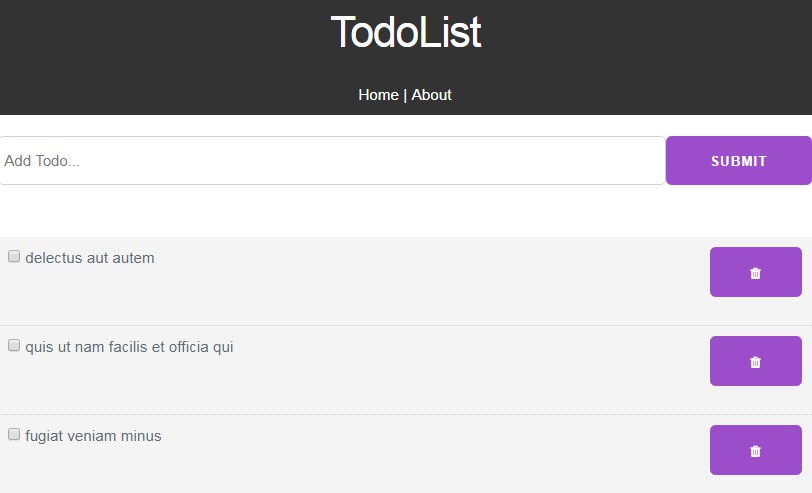 TodoList
Home | About
Add Todo...
SUBMIT
delectus aut autem
quis ut nam facilis et officia qui
fugiat veniam minus